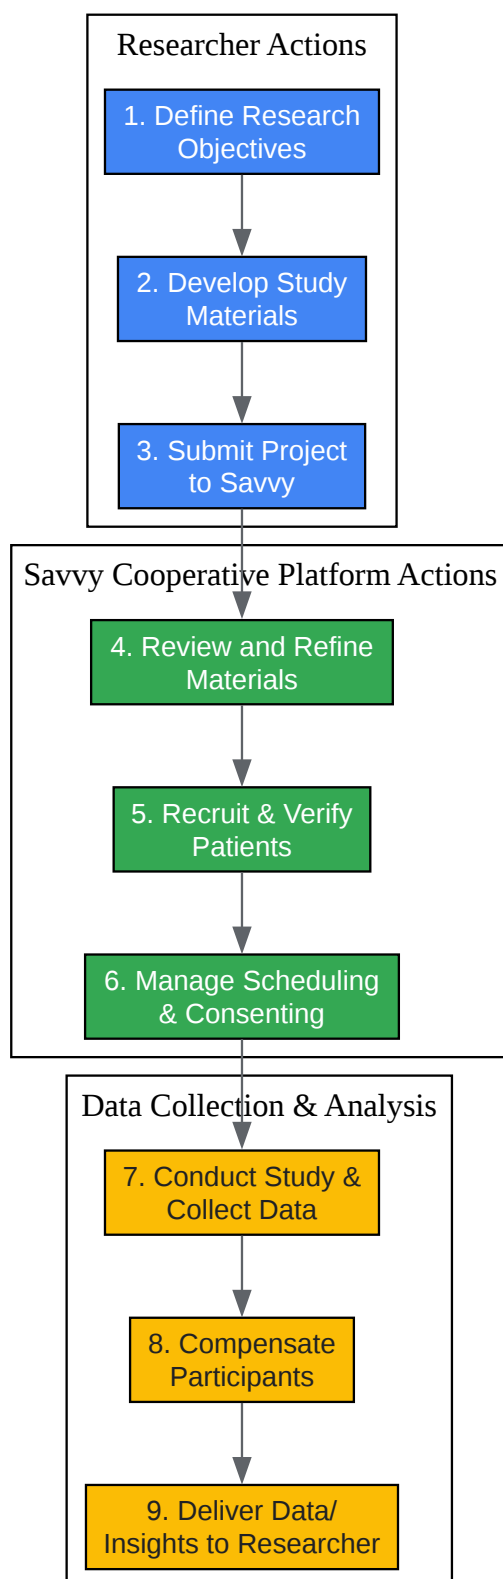 Researcher Actions
1. Define Research
Objectives
2. Develop Study
Materials
3. Submit Project
to Savvy
Savvy Cooperative Platform Actions
4. Review and Refine
Materials
5. Recruit & Verify
Patients
6. Manage Scheduling
& Consenting
Data Collection & Analysis
7. Conduct Study &
Collect Data
8. Compensate
Participants
9. Deliver Data/
Insights to Researcher